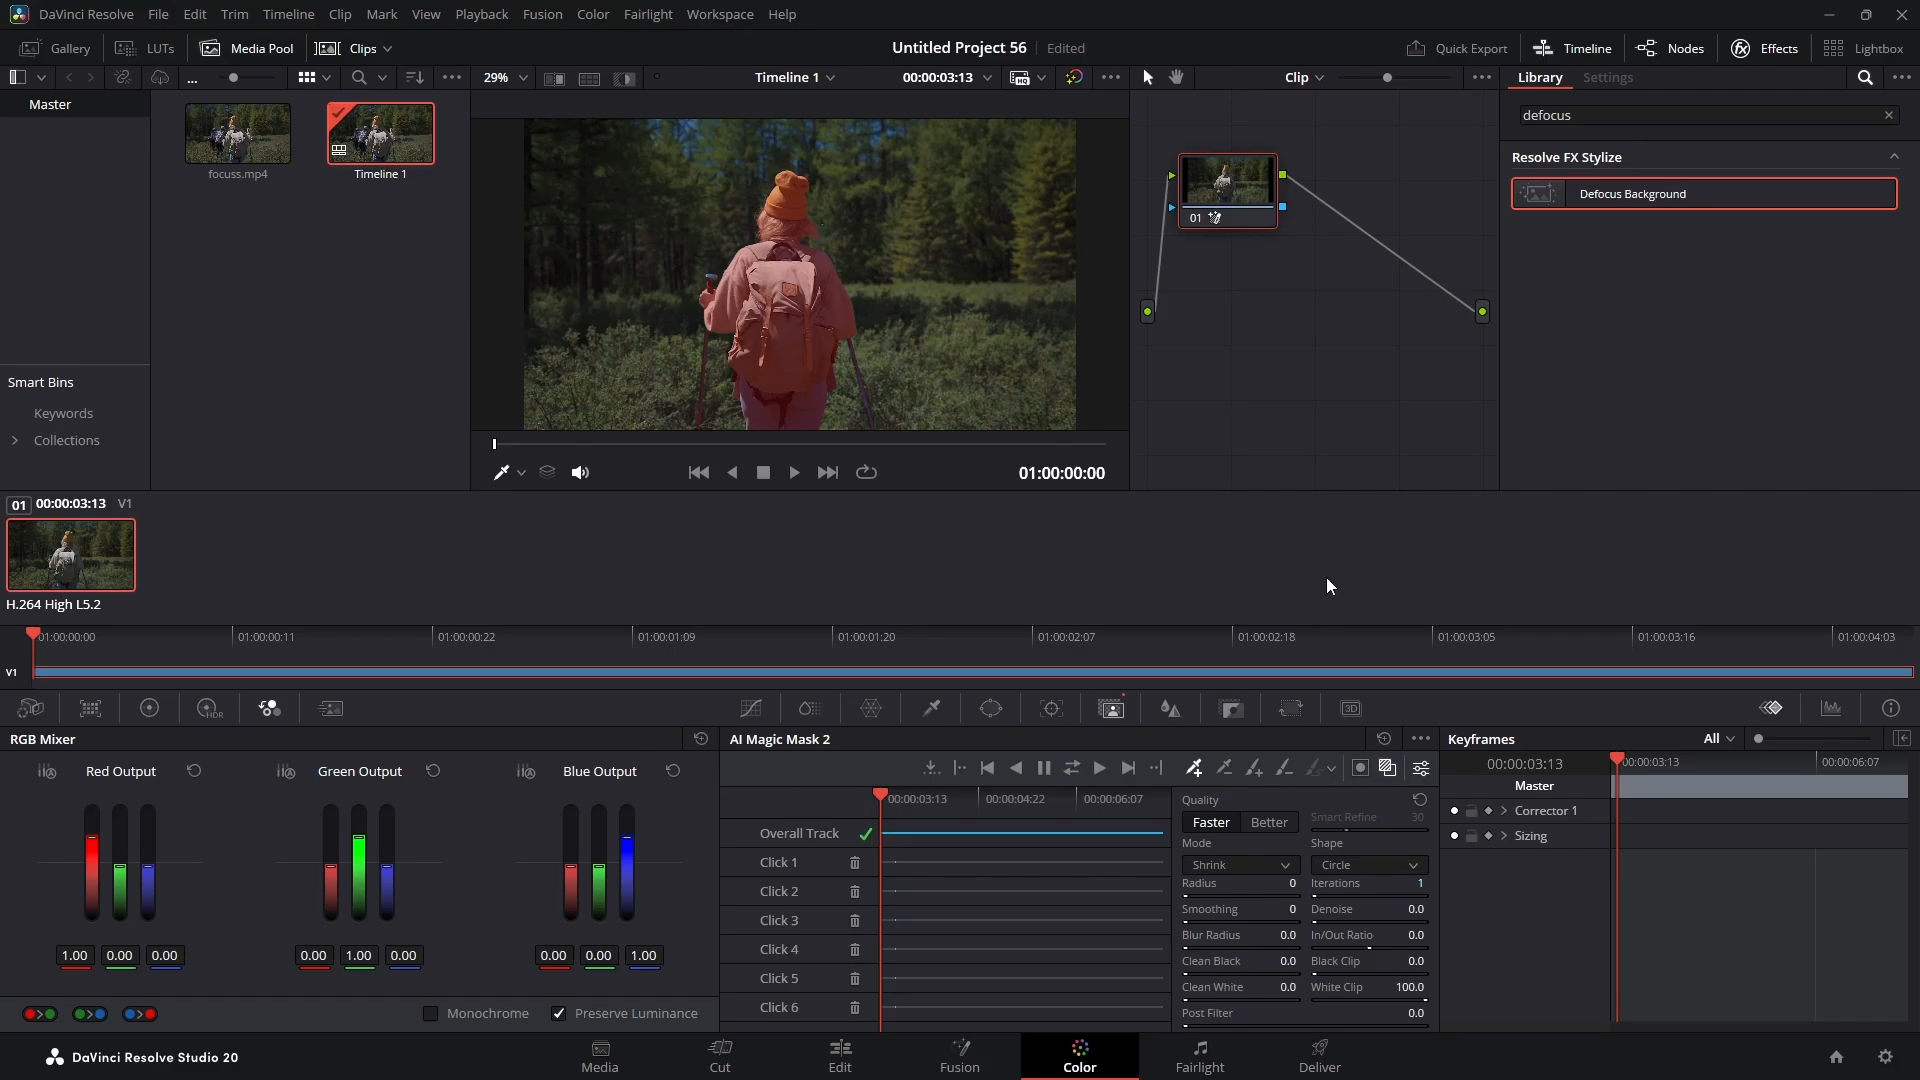 DaVinci Resolve File Edit Trim Timeline Clip Mark View Playback Fusion Color Fairlight Workspace Help
Gallery LUTs Media Pool Clips Untitled Project 56 Edited Quick Export Timeline Nodes Effects Lightbox
... 29% Timeline 1 00:00:03:13 HQ Clip Library Settings
Master
focuss.mp4
Timeline 1
defocus
Resolve FX Stylize
Defocus Background
01
Smart Bins
Keywords
Collections
01:00:00:00
01 00:00:03:13 V1
H.264 High L5.2
01:00:00:00 01:00:00:11 01:00:00:22 01:00:01:09 01:00:01:20 01:00:02:07 01:00:02:18 01:00:03:05 01:00:03:16 01:00:04:03
V1
HDR 3D
RGB Mixer
Red Output Green Output Blue Output
1.00 0.00 0.00 0.00 1.00 0.00 0.00 0.00 1.00
Monochrome Preserve Luminance
AI Magic Mask 2
00:00:03:13 00:00:04:22 00:00:06:07
Overall Track
Click 1
Click 2
Click 3
Click 4
Click 5
Click 6
Quality
Faster Better Smart Refine 30
Mode Shape
Shrink Circle
Radius 0 Iterations 1
Smoothing 0 Denoise 0.0
Blur Radius 0.0 In/Out Ratio 0.0
Clean Black 0.0 Black Clip 0.0
Clean White 0.0 White Clip 100.0
Post Filter 0.0
Keyframes All
00:00:03:13 00:00:03:13 00:00:06:07
Master
Corrector 1
Sizing
DaVinci Resolve Studio 20
Media Cut Edit Fusion Color Fairlight Deliver